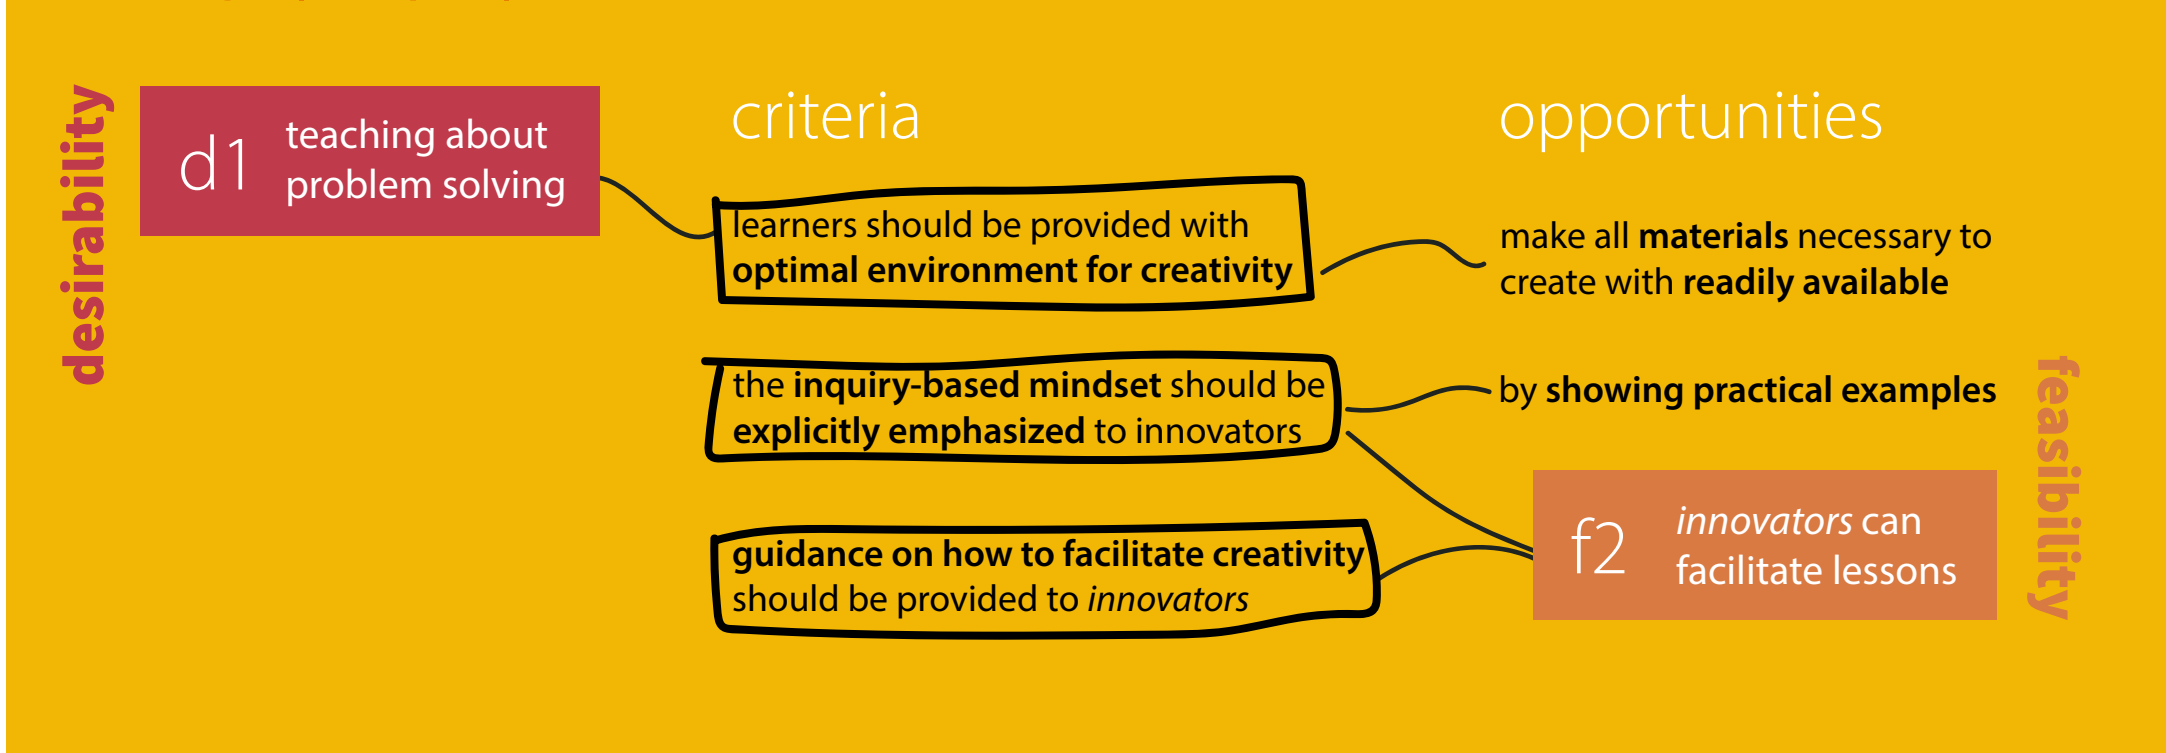 desirability
d1
teaching about
problem solving
criteria
learners should be provided with
optimal environment for creativity
the inquiry-based mindset should be
explicitly emphasized to innovators
guidance on how to facilitate creativity
should be provided to innovators
opportunities
make all materials necessary to
create with readily available
by showing practical examples
f2
innovators can
facilitate lessons
feasibility